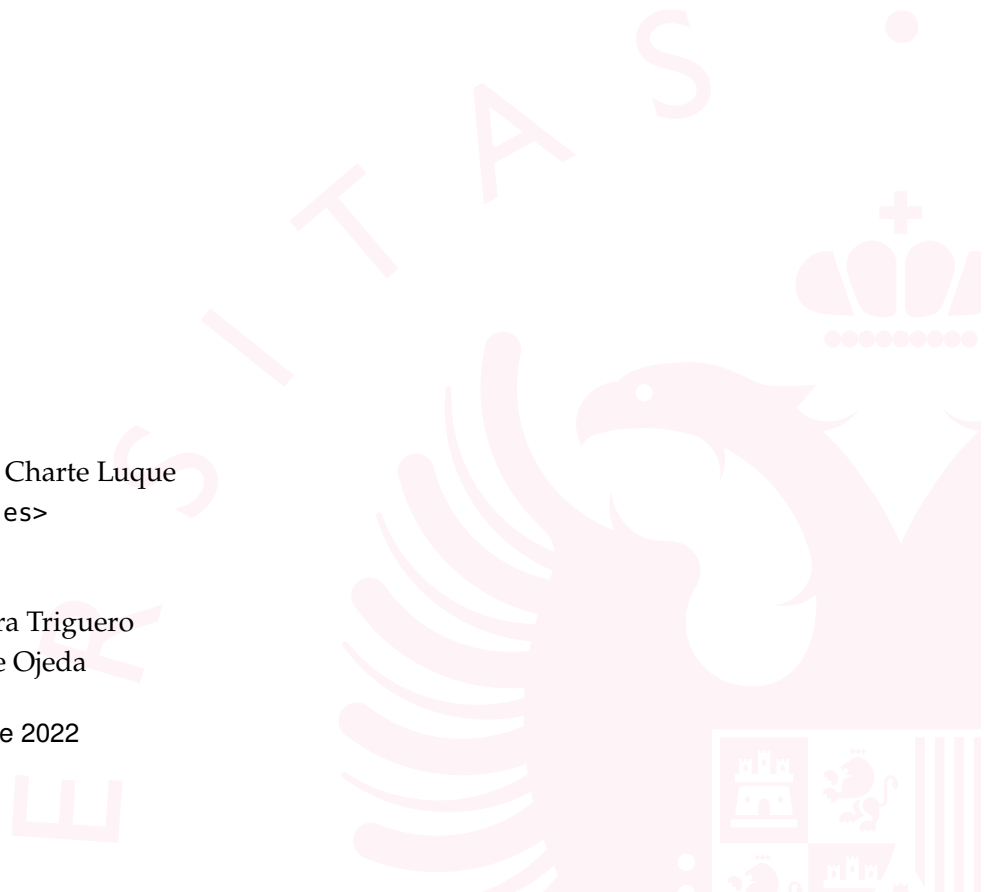 Charte Luque
es>
ra Triguero
e Ojeda
e 2022
E R S I T A S •